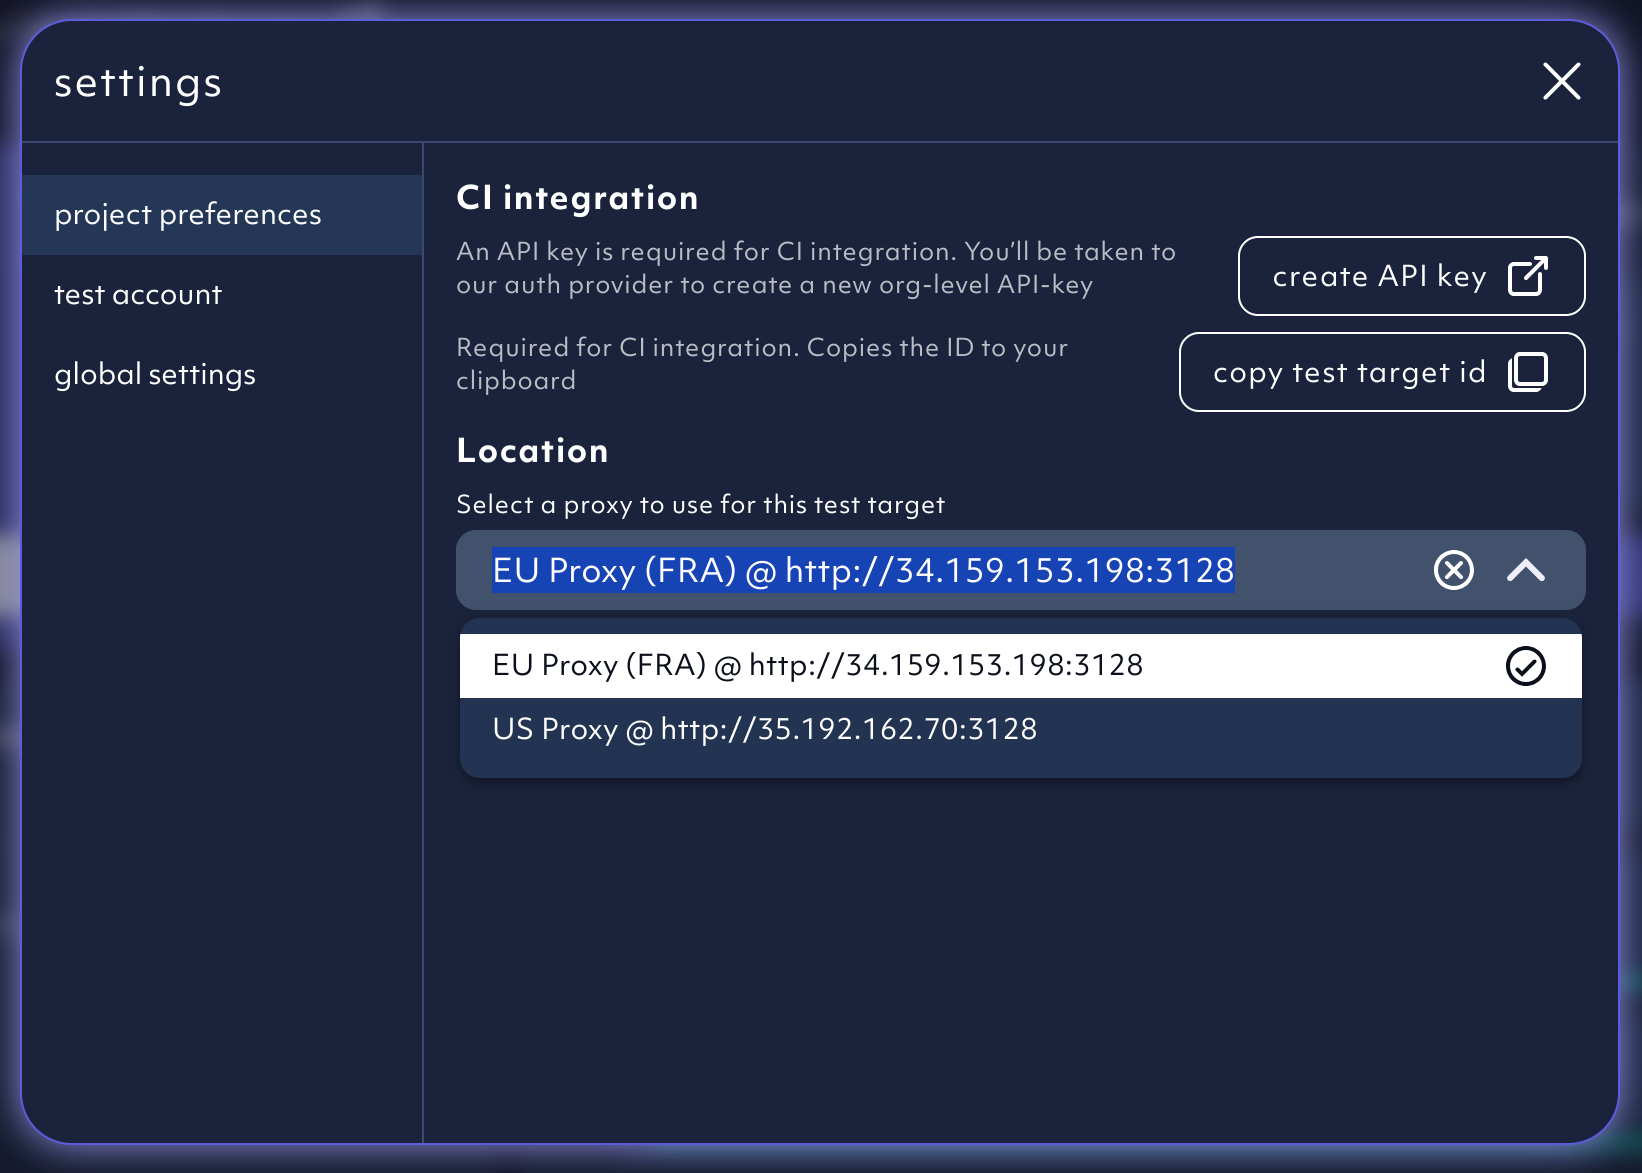 settings
project preferences
test account
global settings
CI integration
An API key is required for CI integration. You’ll be taken to
our auth provider to create a new org-level API-key
create API key
Required for CI integration. Copies the ID to your
clipboard
copy test target id
Location
Select a proxy to use for this test target
EU Proxy (FRA) @ http://34.159.153.198:3128
EU Proxy (FRA) @ http://34.159.153.198:3128
US Proxy @ http://35.192.162.70:3128